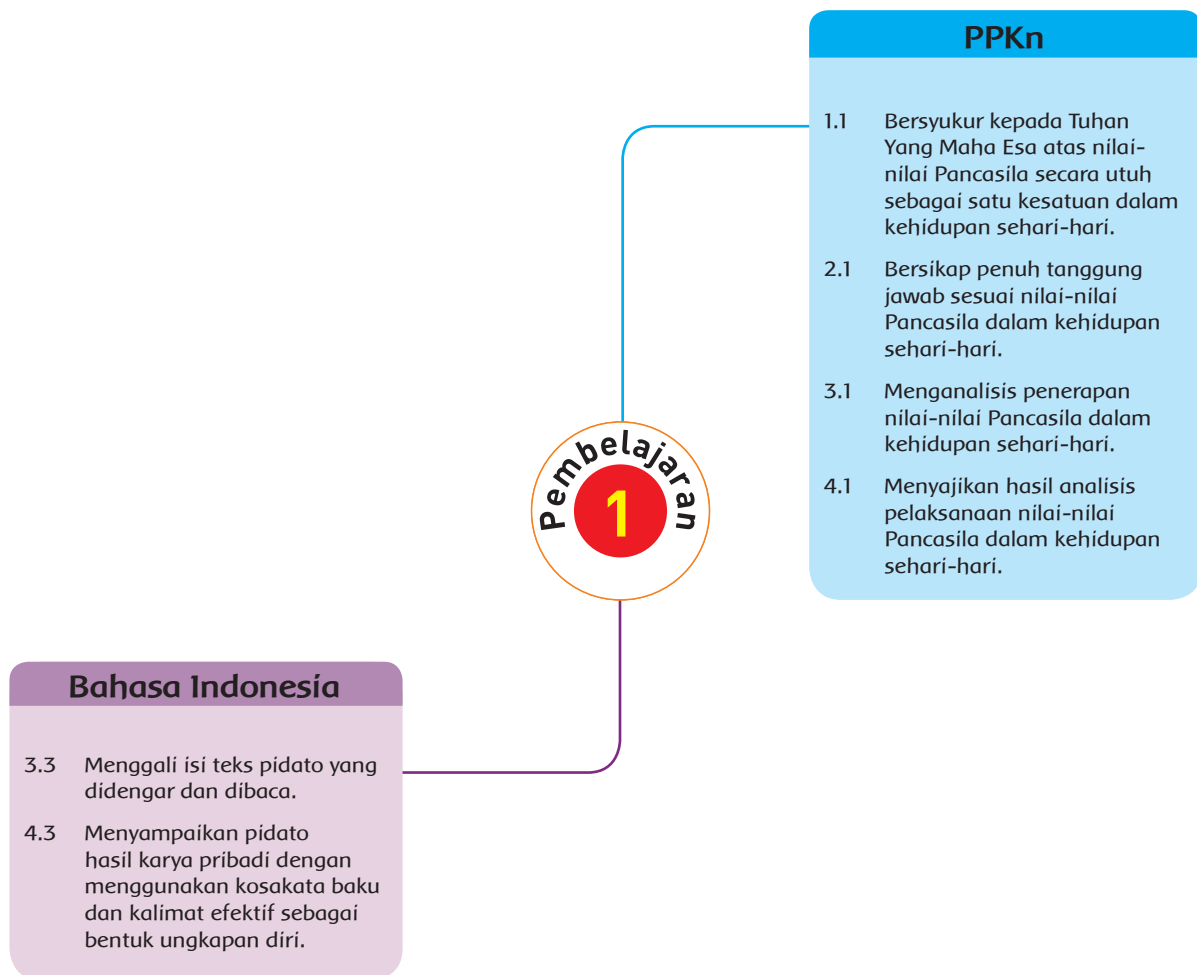 PPKn
1.1 Bersyukur kepada Tuhan
Yang Maha Esa atas nilai-
nilai Pancasila secara utuh
sebagai satu kesatuan dalam
kehidupan sehari-hari.
2.1 Bersikap penuh tanggung
jawab sesuai nilai-nilai
Pancasila dalam kehidupan
sehari-hari.
3.1 Menganalisis penerapan
nilai-nilai Pancasila dalam
kehidupan sehari-hari.
4.1 Menyajikan hasil analisis
pelaksanaan nilai-nilai
Pancasila dalam kehidupan
sehari-hari.
Pembelajaran
1
Bahasa Indonesia
3.3 Menggali isi teks pidato yang
didengar dan dibaca.
4.3 Menyampaikan pidato
hasil karya pribadi dengan
menggunakan kosakata baku
dan kalimat efektif sebagai
bentuk ungkapan diri.